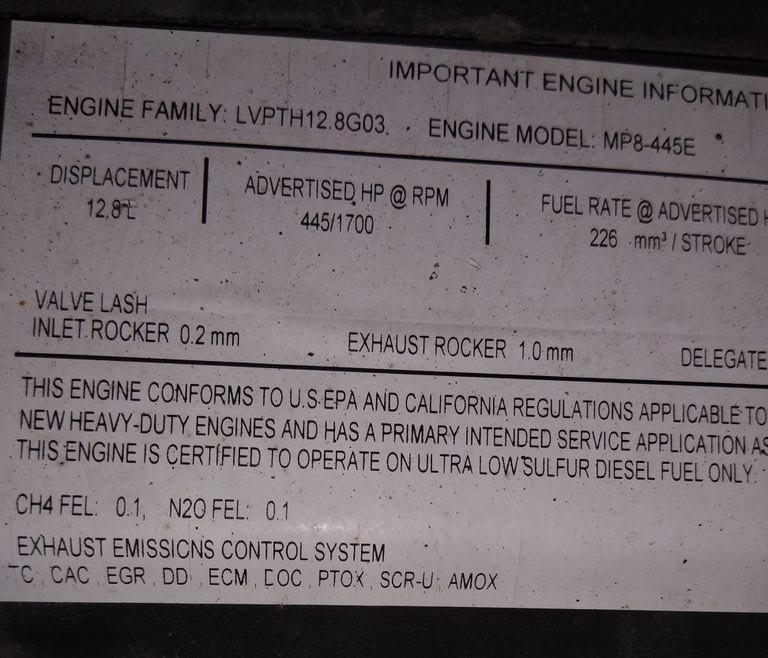 IMPORTANT ENGINE INFORMATI
ENGINE FAMILY: LVPTH12.8G03. ENGINE MODEL: MP8-445E
DISPLACEMENT ADVERTISED HP @ RPM FUEL RATE @ ADVERTISED H
12.8 L 445/1700 226 mm³ / STROKE
VALVE LASH
INLET ROCKER 0.2 mm EXHAUST ROCKER 1.0 mm DELEGATE
THIS ENGINE CONFORMS TO U.S EPA AND CALIFORNIA REGULATIONS APPLICABLE TO
NEW HEAVY-DUTY ENGINES AND HAS A PRIMARY INTENDED SERVICE APPLICATION AS
THIS ENGINE IS CERTIFIED TO OPERATE ON ULTRA LOW SULFUR DIESEL FUEL ONLY.
CH4 FEL: 0.1, N2O FEL: 0.1
EXHAUST EMISSIONS CONTROL SYSTEM
TC, CAC, EGR, DDI, ECM, DOC, PTOX, SCR-U, AMOX